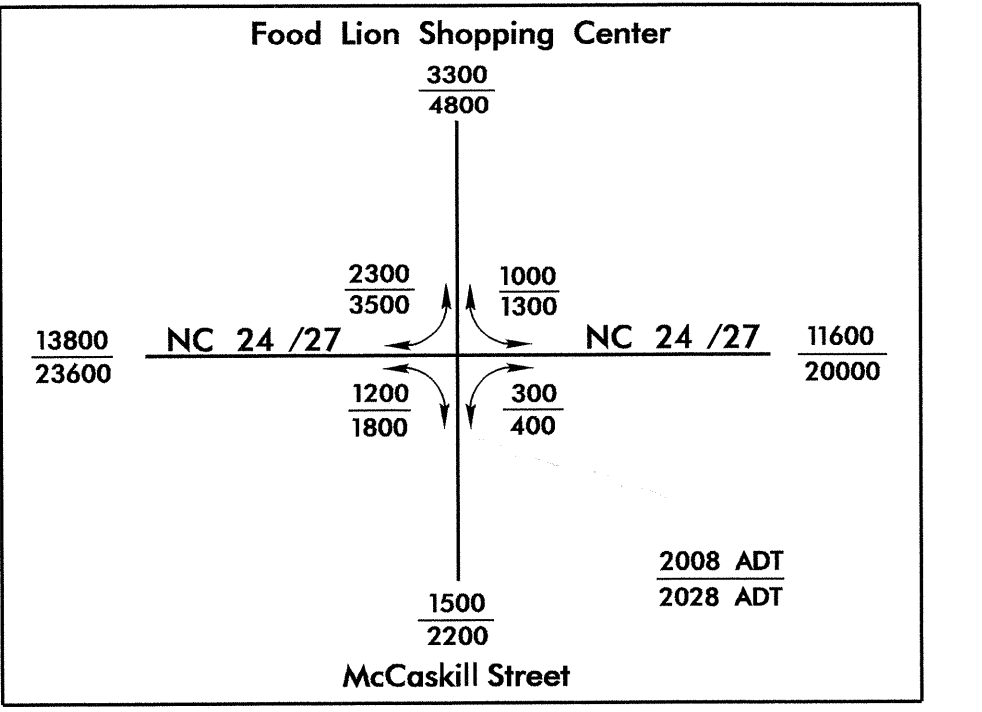 Food Lion Shopping Center
3300
4800
2300
3500
1000
1300
13800
23600
NC 24 /27
NC 24 /27
11600
20000
1200
1800
300
400
2008 ADT
2028 ADT
1500
2200
McCaskill Street